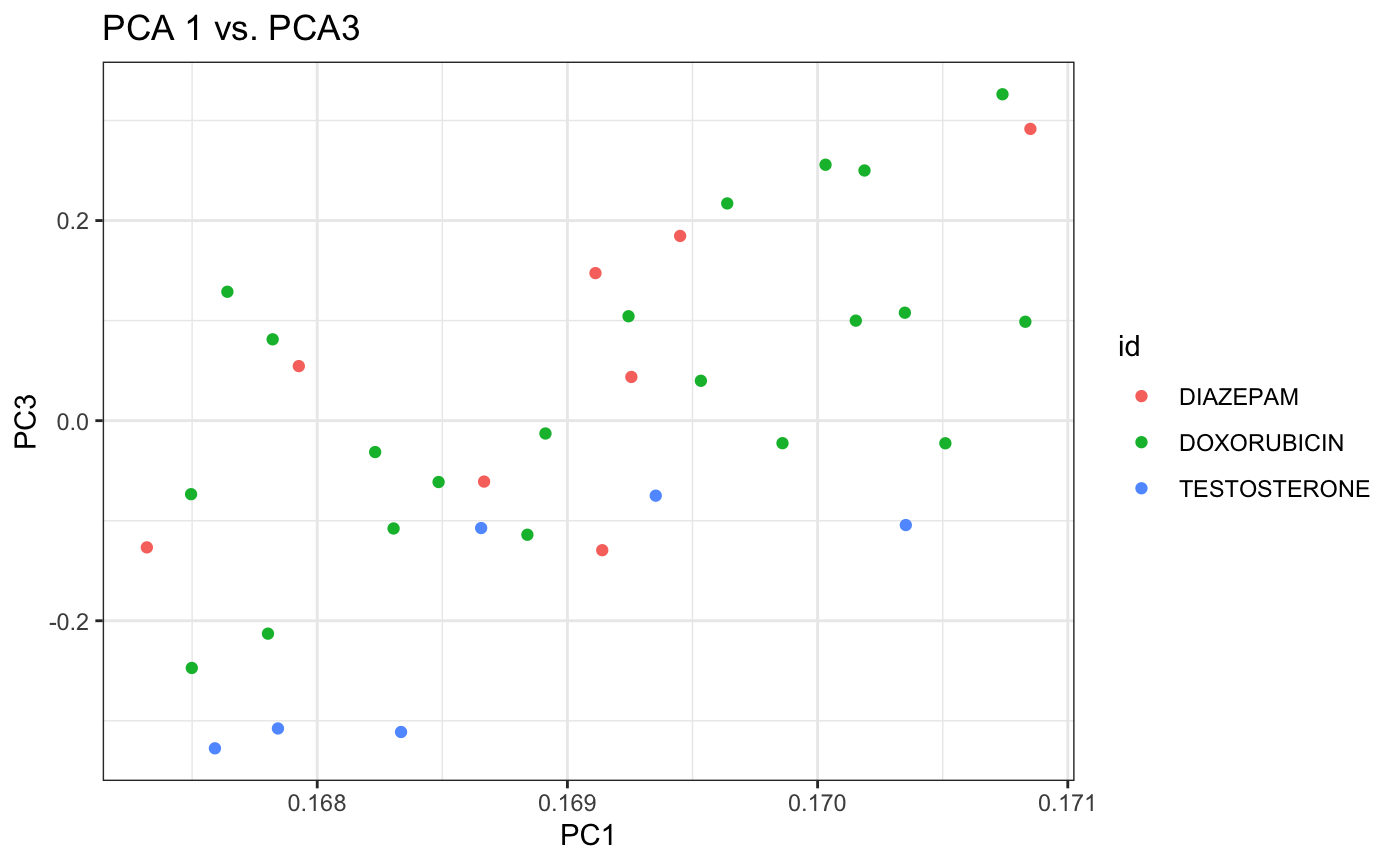 PCA 1 vs. PCA3
0.2
0.0
-0.2
PC3
0.168
0.169
0.170
0.171
PC1
id
DIAZEPAM
DOXORUBICIN
TESTOSTERONE